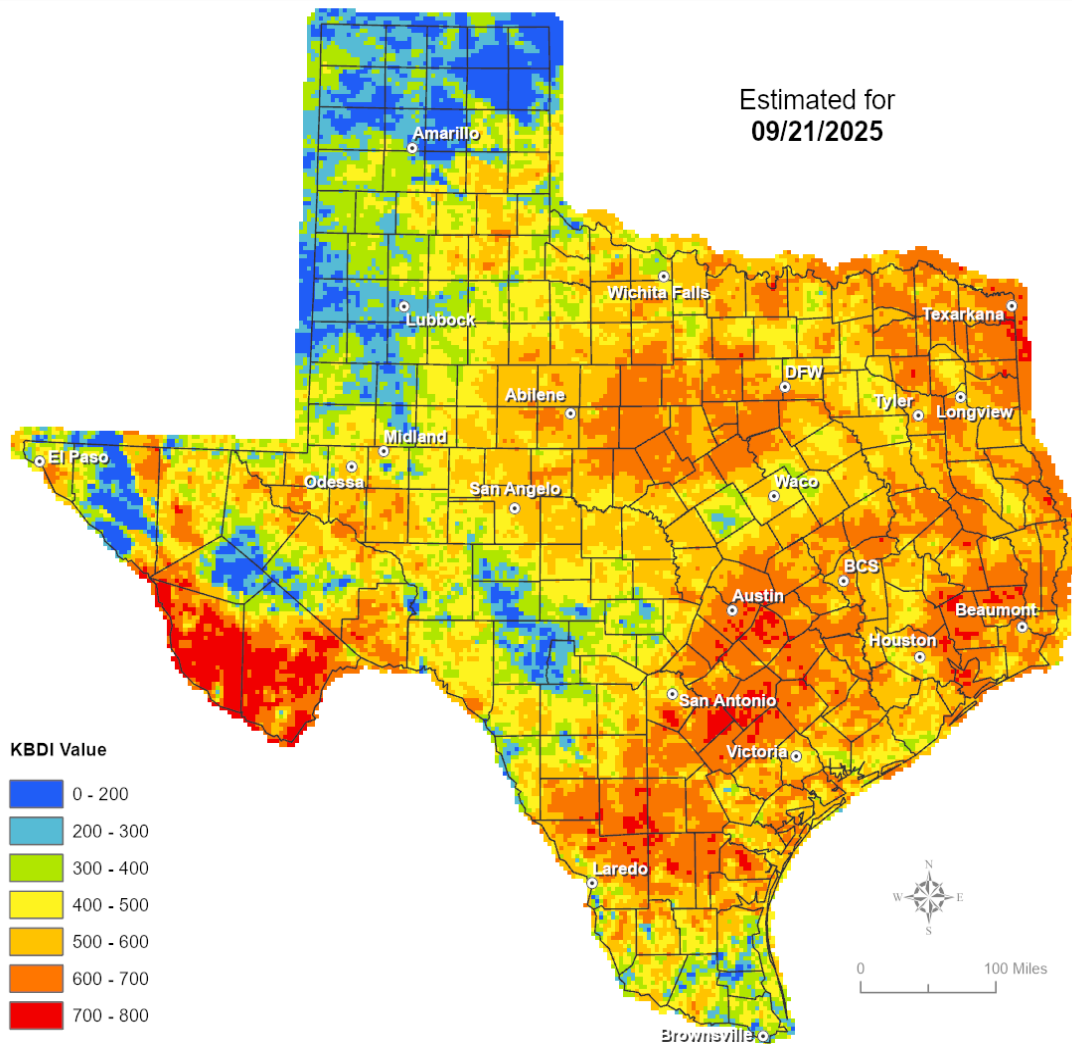 Estimated for
09/21/2025
Amarillo
Wichita Falls
Lubbock
Texarkana
DFW
Abilene
Tyler
Longview
Midland
El Paso
Odessa
San Angelo
Waco
BCS
Austin
Beaumont
Houston
San Antonio
Victoria
KBDI Value
0 - 200
200 - 300
300 - 400
400 - 500
500 - 600
600 - 700
700 - 800
Laredo
N
W
E
S
0
100 Miles
Brownsville